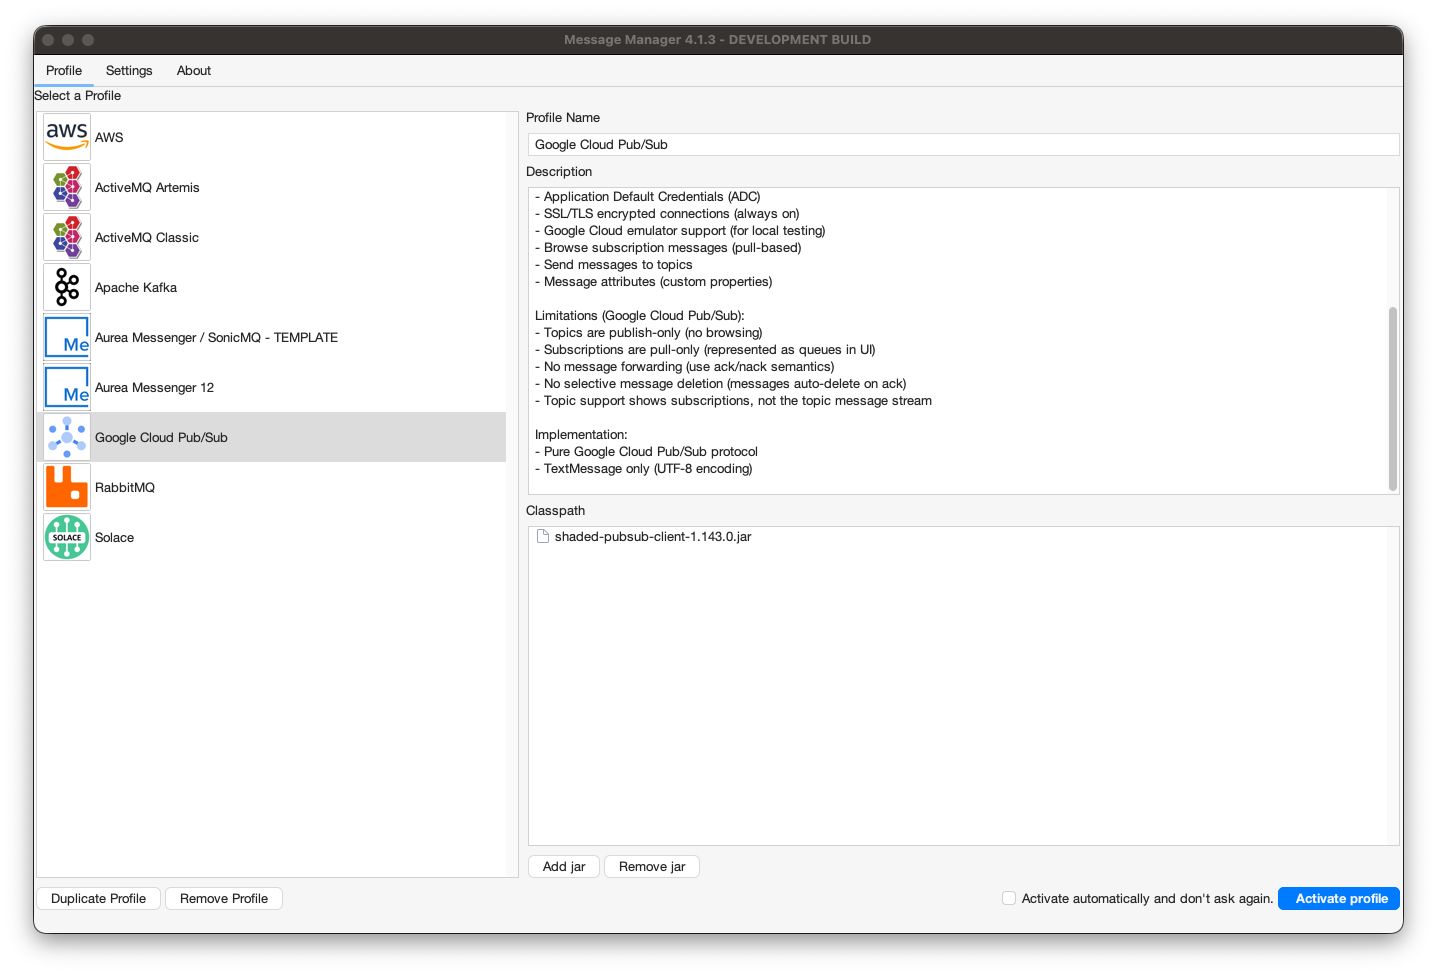 Message Manager 4.1.3 - DEVELOPMENT BUILD
Profile
Settings
About
Select a Profile
aws
AWS
ActiveMQ Artemis
ActiveMQ Classic
Apache Kafka
Me
Aurea Messenger / SonicMQ - TEMPLATE
Me
Aurea Messenger 12
Google Cloud Pub/Sub
RabbitMQ
SOLACE
Solace
Duplicate Profile
Remove Profile
Profile Name
Google Cloud Pub/Sub
Description
- Application Default Credentials (ADC)
- SSL/TLS encrypted connections (always on)
- Google Cloud emulator support (for local testing)
- Browse subscription messages (pull-based)
- Send messages to topics
- Message attributes (custom properties)
Limitations (Google Cloud Pub/Sub):
- Topics are publish-only (no browsing)
- Subscriptions are pull-only (represented as queues in UI)
- No message forwarding (use ack/nack semantics)
- No selective message deletion (messages auto-delete on ack)
- Topic support shows subscriptions, not the topic message stream
Implementation:
- Pure Google Cloud Pub/Sub protocol
- TextMessage only (UTF-8 encoding)
Classpath
shaded-pubsub-client-1.143.0.jar
Add jar
Remove jar
Activate automatically and don't ask again.
Activate profile